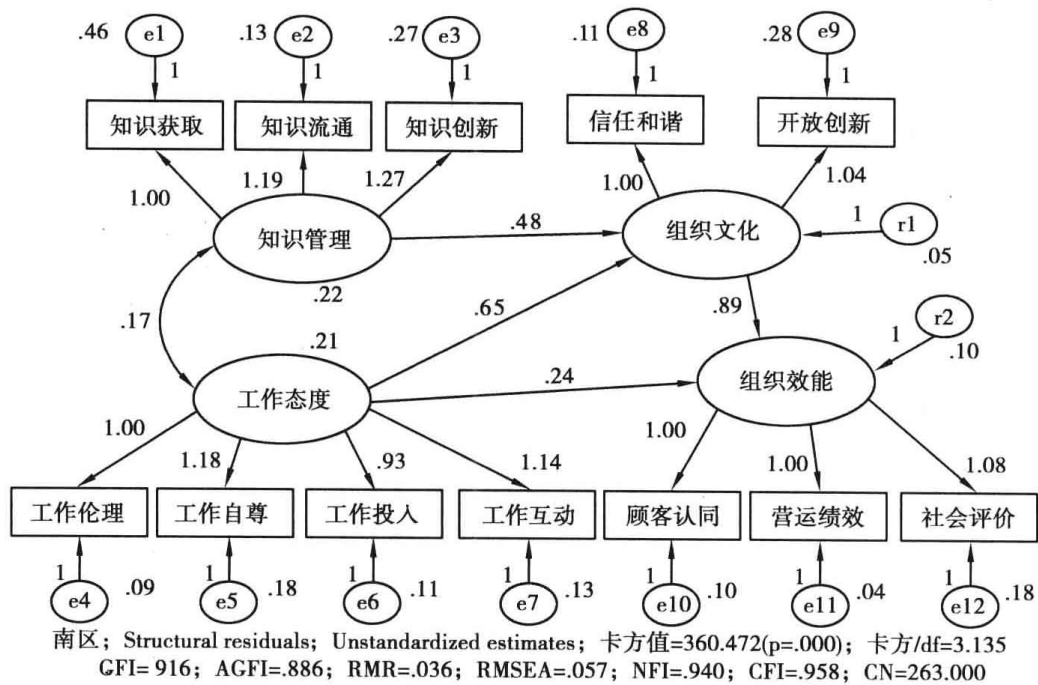 .46 e1 .13 e2 .27 e3 .11 e8 .28 e9
1 1 1 1 1
知识获取 知识流通 知识创新 信任和谐 开放创新
1.00 1.19 1.27 1.00 1.04
知识管理 .48 组织文化 1 r1
.22 .05
.17 .65 .89 r2
.21 1 .10
工作态度 .24 组织效能
1.00 1.18 .93 1.14 1.00 1.00 1.08
工作伦理 工作自尊 工作投入 工作互动 顾客认同 营运绩效 社会评价
1 1 1 1 1 1 1
e4 .09 e5 .18 e6 .11 e7 .13 e10 .10 e11 .04 e12 .18
南区；Structural residuals；Unstandardized estimates；卡方值=360.472(p=.000)；卡方/df=3.135
GFI= 916；AGFI=.886；RMR=.036；RMSEA=.057；NFI=.940；CFI=.958；CN=263.000